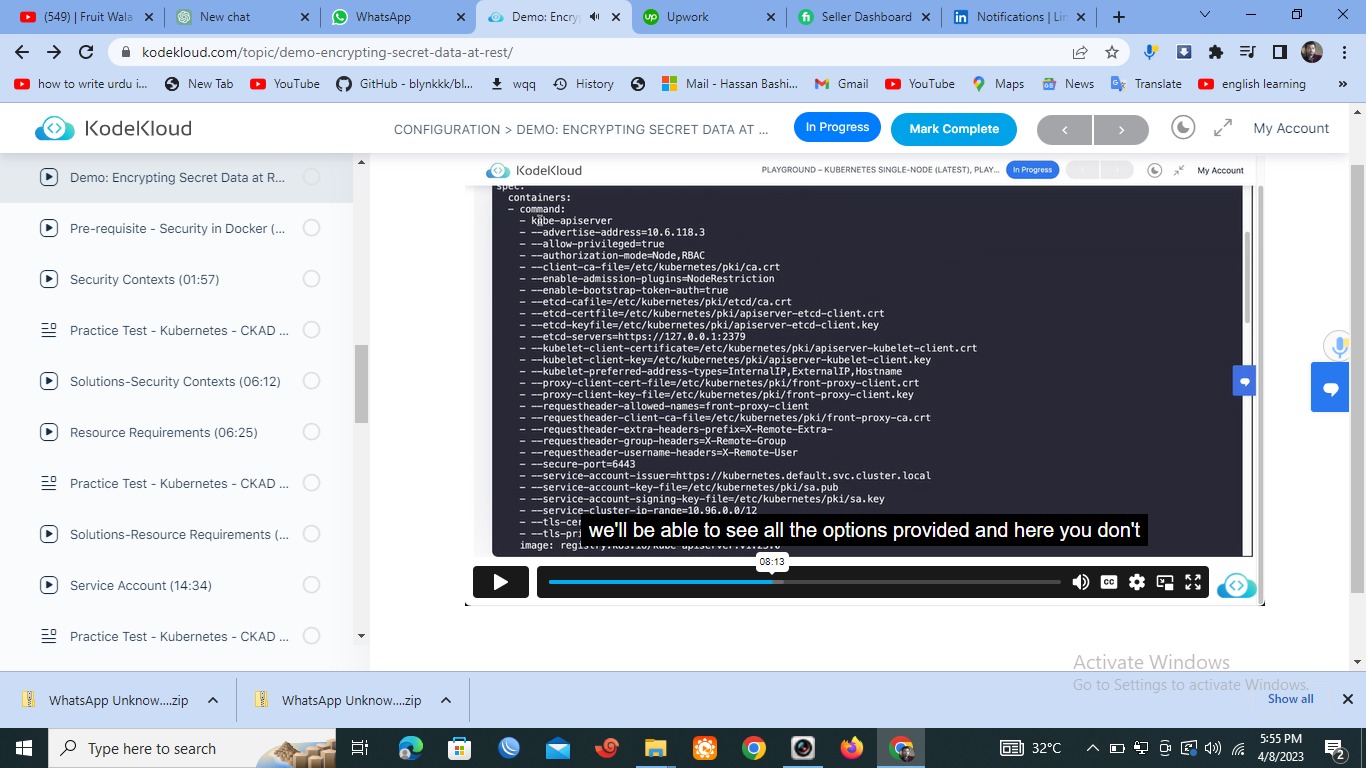 (549) | Fruit Wala
New chat
WhatsApp
Demo: Encry
Upwork
Seller Dashboard
Notifications | Lin
kodekloud.com/topic/demo-encrypting-secret-data-at-rest/
how to write urdu i...
New Tab
YouTube
GitHub - blynkkk/bl...
wqq
History
Mail - Hassan Bashi...
Gmail
YouTube
Maps
News
Translate
english learning
»
KodeKloud
CONFIGURATION > DEMO: ENCRYPTING SECRET DATA AT ...
In Progress
Mark Complete
<
>
My Account
Demo: Encrypting Secret Data at R...
Pre-requisite - Security in Docker (...
Security Contexts (01:57)
Practice Test - Kubernetes - CKAD ...
Solutions-Security Contexts (06:12)
Resource Requirements (06:25)
Practice Test - Kubernetes - CKAD ...
Solutions-Resource Requirements (...
Service Account (14:34)
Practice Test - Kubernetes - CKAD ...
KodeKloud
PLAYGROUND – KUBERNETES SINGLE-NODE (LATEST), PLAY...
In Progress
My Account
spec:
containers:
- command:
- kube-apiserver
- --advertise-address=10.6.118.3
- --allow-privileged=true
- --authorization-mode=Node,RBAC
- --client-ca-file=/etc/kubernetes/pki/ca.crt
- --enable-admission-plugins=NodeRestriction
- --enable-bootstrap-token-auth=true
- --etcd-cafile=/etc/kubernetes/pki/etcd/ca.crt
- --etcd-certfile=/etc/kubernetes/pki/apiserver-etcd-client.crt
- --etcd-keyfile=/etc/kubernetes/pki/apiserver-etcd-client.key
- --etcd-servers=https://127.0.0.1:2379
- --kubelet-client-certificate=/etc/kubernetes/pki/apiserver-kubelet-client.crt
- --kubelet-client-key=/etc/kubernetes/pki/apiserver-kubelet-client.key
- --kubelet-preferred-address-types=InternalIP,ExternalIP,Hostname
- --proxy-client-cert-file=/etc/kubernetes/pki/front-proxy-client.crt
- --proxy-client-key-file=/etc/kubernetes/pki/front-proxy-client.key
- --requestheader-allowed-names=front-proxy-client
- --requestheader-client-ca-file=/etc/kubernetes/pki/front-proxy-ca.crt
- --requestheader-extra-headers-prefix=X-Remote-Extra-
- --requestheader-group-headers=X-Remote-Group
- --requestheader-username-headers=X-Remote-User
- --secure-port=6443
- --service-account-issuer=https://kubernetes.default.svc.cluster.local
- --service-account-key-file=/etc/kubernetes/pki/sa.pub
- --service-account-signing-key-file=/etc/kubernetes/pki/sa.key
- --service-cluster-ip-range=10.96.0.0/12
- --tls-cer
- --tls-pri
image:
we'll be able to see all the options provided and here you don't
08:13
CC
Activate Windows
Go to Settings to activate Windows.
WhatsApp Unknow....zip
WhatsApp Unknow....zip
Show all
Type here to search
32°C
5:55 PM
4/8/2023
2